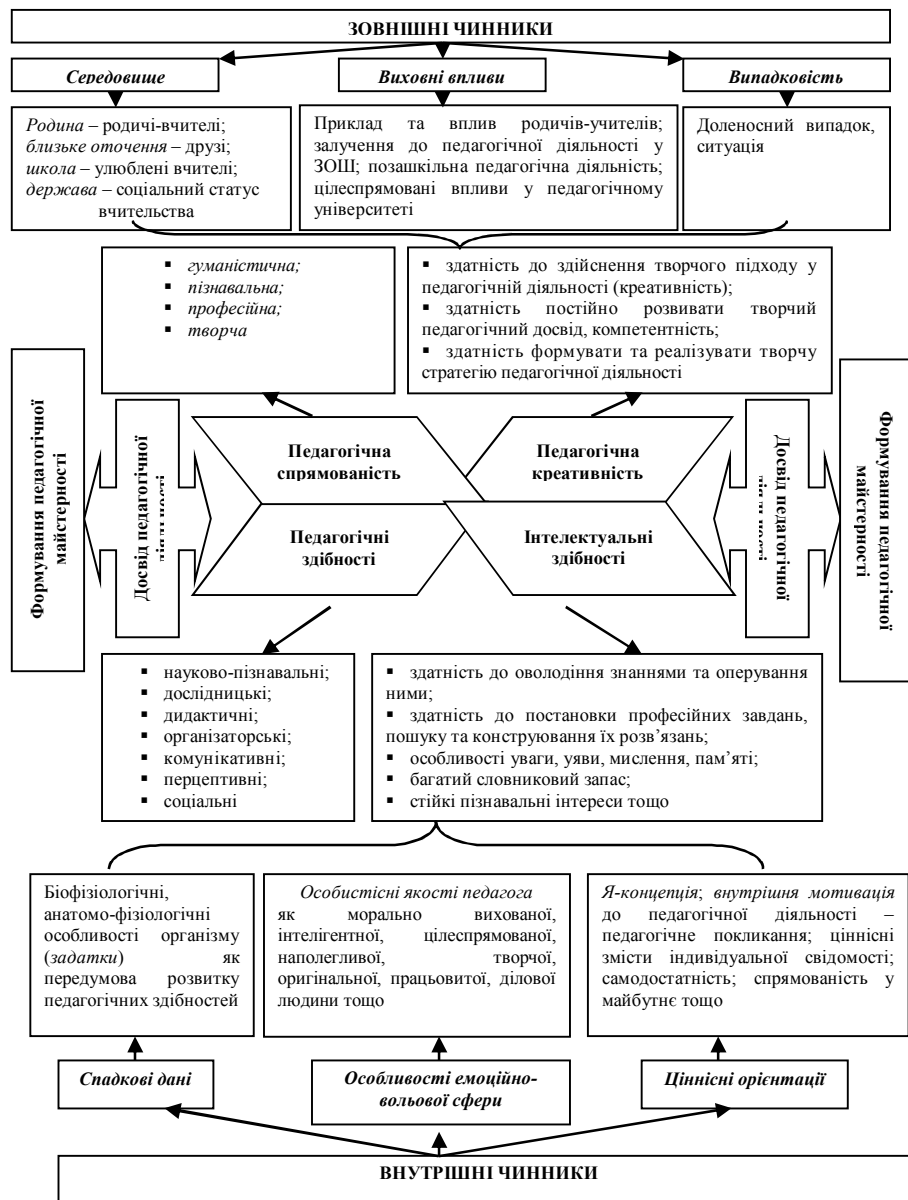 ЗОВНІШНІ ЧИННИКИ
Середовище
Виховні впливи
Випадковість
Родина – родичі-вчителі;
близьке оточення – друзі;
школа – улюблені вчителі;
держава – соціальний статус
вчительства
Приклад та вплив родичів-учителів;
залучення до педагогічної діяльності у
ЗОШ; позашкільна педагогічна діяльність;
цілеспрямовані впливи у педагогічному
університеті
Доленосний випадок,
ситуація
▪ гуманістична;
▪ пізнавальна;
▪ професійна;
▪ творча
▪ здатність до здійснення творчого підходу у
педагогічній діяльності (креативність);
▪ здатність постійно розвивати творчий
педагогічний досвід, компетентність;
▪ здатність формувати та реалізувати творчу
стратегію педагогічної діяльності
Формування педагогічної
майстерності
Досвід педагогічної
Педагогічна
спрямованість
Педагогічна
креативність
Педагогічні
здібності
Інтелектуальні
здібності
Досвід педагогічної
Формування педагогічної
майстерності
▪ науково-пізнавальні;
▪ дослідницькі;
▪ дидактичні;
▪ організаторські;
▪ комунікативні;
▪ перцептивні;
▪ соціальні
▪ здатність до оволодіння знаннями та оперування
ними;
▪ здатність до постановки професійних завдань,
пошуку та конструювання їх розв’язань;
▪ особливості уваги, уяви, мислення, пам’яті;
▪ багатий словниковий запас;
▪ стійкі пізнавальні інтереси тощо
Біофізіологічні,
анатомо-фізіологічні
особливості організму
(задатки) як
передумова розвитку
педагогічних здібностей
Особистісні якості педагога
як морально вихованої,
інтелігентної, цілеспрямованої,
наполегливої, творчої,
оригінальної, працьовитої, ділової
людини тощо
Я-концепція; внутрішня мотивація
до педагогічної діяльності –
педагогічне покликання; ціннісні
змісти індивідуальної свідомості;
самодостатність; спрямованість у
майбутнє тощо
Спадкові дані
Особливості емоційно-
вольової сфери
Ціннісні орієнтації
ВНУТРІШНІ ЧИННИКИ